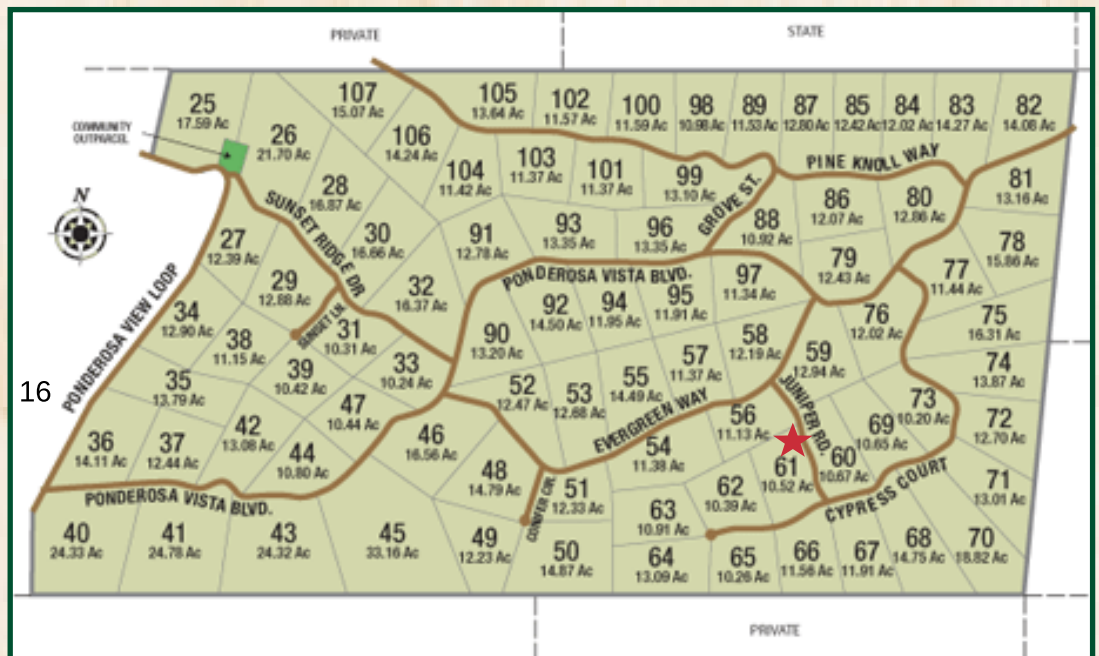 PRIVATE
STATE
25
17.59 Ac
COMMUNITY
OUTPARCEL
26
21.70 Ac
107
15.07 Ac
106
14.24 Ac
105
13.64 Ac
102
11.57 Ac
100
11.59 Ac
98
10.98 Ac
89
11.53 Ac
87
12.80 Ac
85
12.42 Ac
84
12.02 Ac
83
14.27 Ac
82
14.08 Ac
104
11.42 Ac
103
11.37 Ac
101
11.37 Ac
99
13.10 Ac
GROVE ST.
PINE KNOLL WAY
81
13.16 Ac
28
16.87 Ac
SUNSET RIDGE DR
30
16.66 Ac
91
12.78 Ac
93
13.35 Ac
96
13.35 Ac
88
10.92 Ac
86
12.07 Ac
80
12.86 Ac
N
27
12.39 Ac
29
12.88 Ac
32
16.37 Ac
PONDEROSA VISTA BLVD.
97
11.34 Ac
79
12.43 Ac
78
15.86 Ac
77
11.44 Ac
PONDEROSA VIEW LOOP
34
12.90 Ac
38
11.15 Ac
SUNSET LN
31
10.31 Ac
90
13.20 Ac
92
14.50 Ac
94
11.95 Ac
95
11.91 Ac
58
12.19 Ac
76
12.02 Ac
75
16.31 Ac
16
35
13.79 Ac
39
10.42 Ac
33
10.24 Ac
52
12.47 Ac
53
12.68 Ac
55
14.49 Ac
57
11.37 Ac
59
12.94 Ac
74
13.87 Ac
36
14.11 Ac
37
12.44 Ac
42
13.08 Ac
47
10.44 Ac
44
10.80 Ac
46
16.56 Ac
EVERGREEN WAY
54
11.38 Ac
56
11.13 Ac
JUNIPER RD.
69
10.65 Ac
73
10.20 Ac
72
12.70 Ac
48
14.79 Ac
CONIFER CIR.
51
12.33 Ac
63
10.91 Ac
62
10.39 Ac
61
10.52 Ac
60
10.67 Ac
CYPRESS COURT
71
13.01 Ac
PONDEROSA VISTA BLVD.
40
24.33 Ac
41
24.78 Ac
43
24.32 Ac
45
33.16 Ac
49
12.23 Ac
50
14.87 Ac
64
13.09 Ac
65
10.26 Ac
66
11.56 Ac
67
11.91 Ac
68
14.75 Ac
70
18.82 Ac
PRIVATE